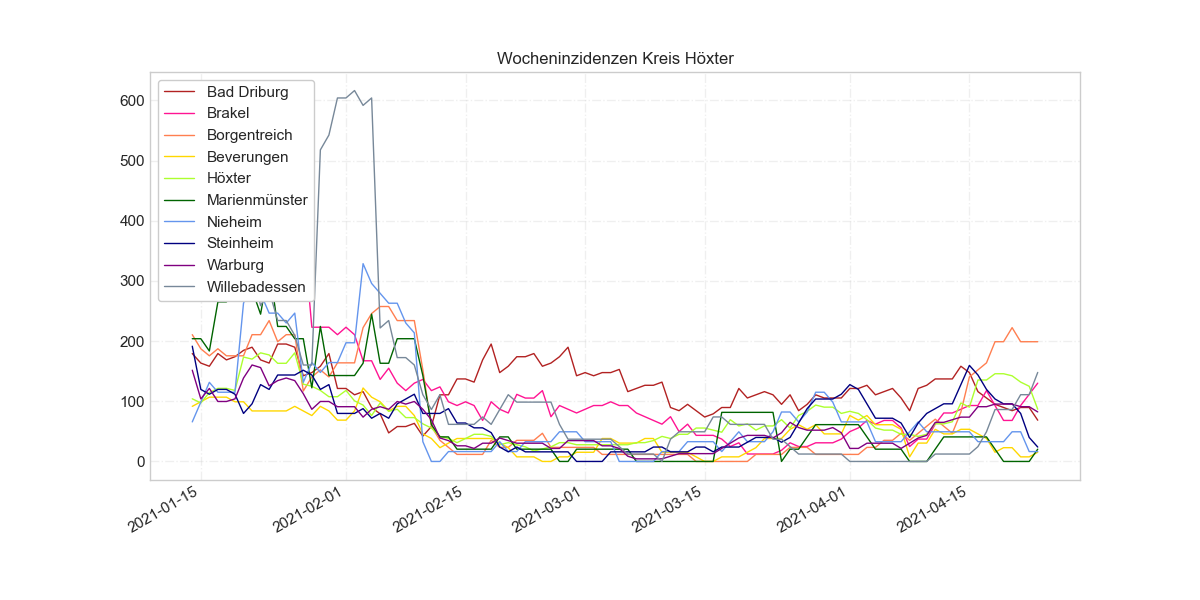 Wocheninzidenzen Kreis Höxter
600
500
400
300
200
100
0
Bad Driburg
Brakel
Borgentreich
Beverungen
Höxter
Marienmünster
Nieheim
Steinheim
Warburg
Willebadessen
2021-01-15
2021-02-01
2021-02-15
2021-03-01
2021-03-15
2021-04-01
2021-04-15